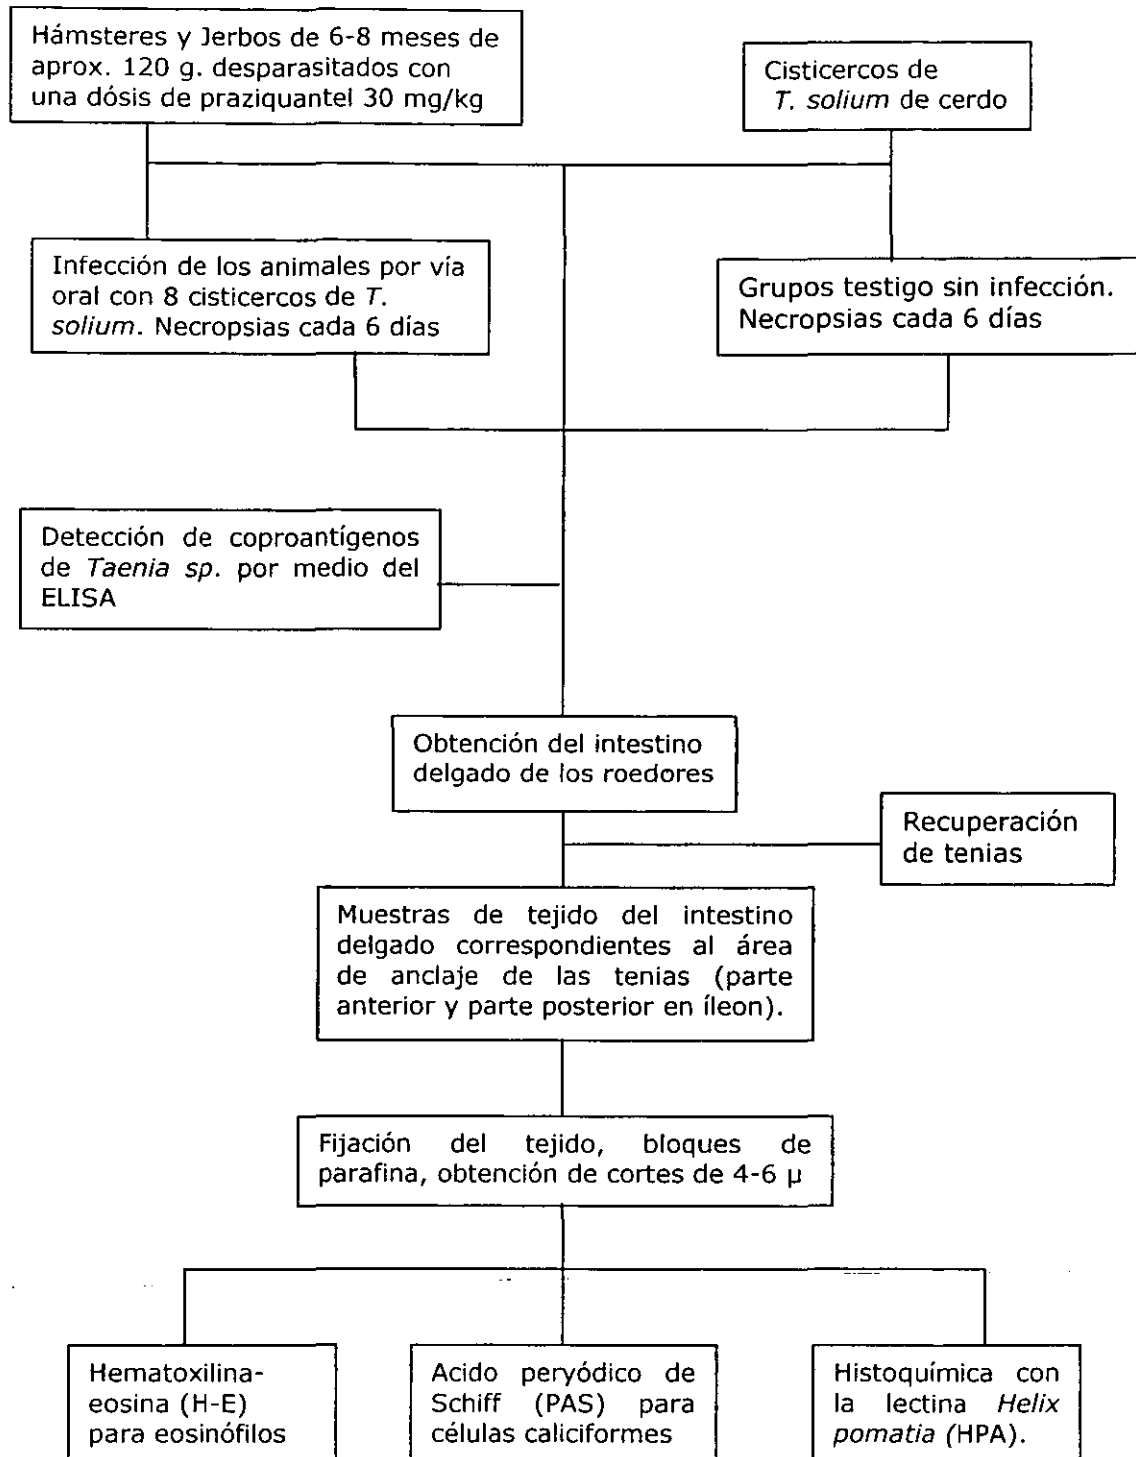 Hámsteres y Jerbos de 6-8 meses de
aprox. 120 g. desparasitados con
una dósis de praziquantel 30 mg/kg
Cisticercos de
T. solium de cerdo
Infección de los animales por vía
oral con 8 cisticercos de T.
solium. Necropsias cada 6 días
Grupos testigo sin infección.
Necropsias cada 6 días
Detección de coproantígenos
de Taenia sp. por medio del
ELISA
Obtención del intestino
delgado de los roedores
Recuperación
de tenias
Muestras de tejido del intestino
delgado correspondientes al área
de anclaje de las tenias (parte
anterior y parte posterior en íleon).
Fijación del tejido, bloques de
parafina, obtención de cortes de 4-6 µ
Hematoxilina-
eosina (H-E)
para eosinófilos
Acido peryódico de
Schiff (PAS) para
células caliciformes
Histoquímica con
la lectina Helix
pomatia (HPA).